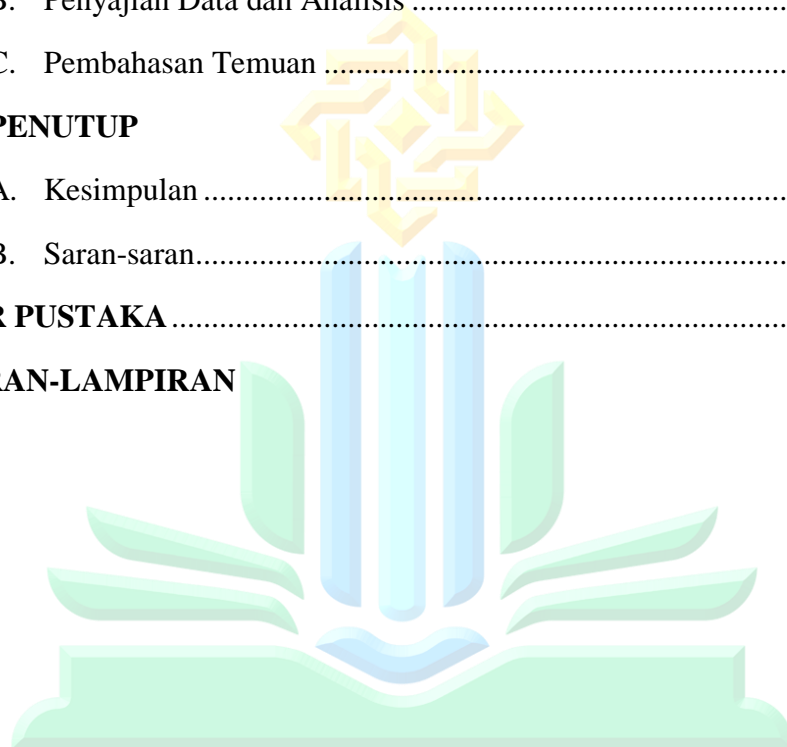 B. Penyajian Data dan Analisis ...............................................
C. Pembahasan Temuan ..........................................................
PENUTUP
A. Kesimpulan .........................................................................
B. Saran-saran..........................................................................
R PUSTAKA ............................................................................
RAN-LAMPIRAN